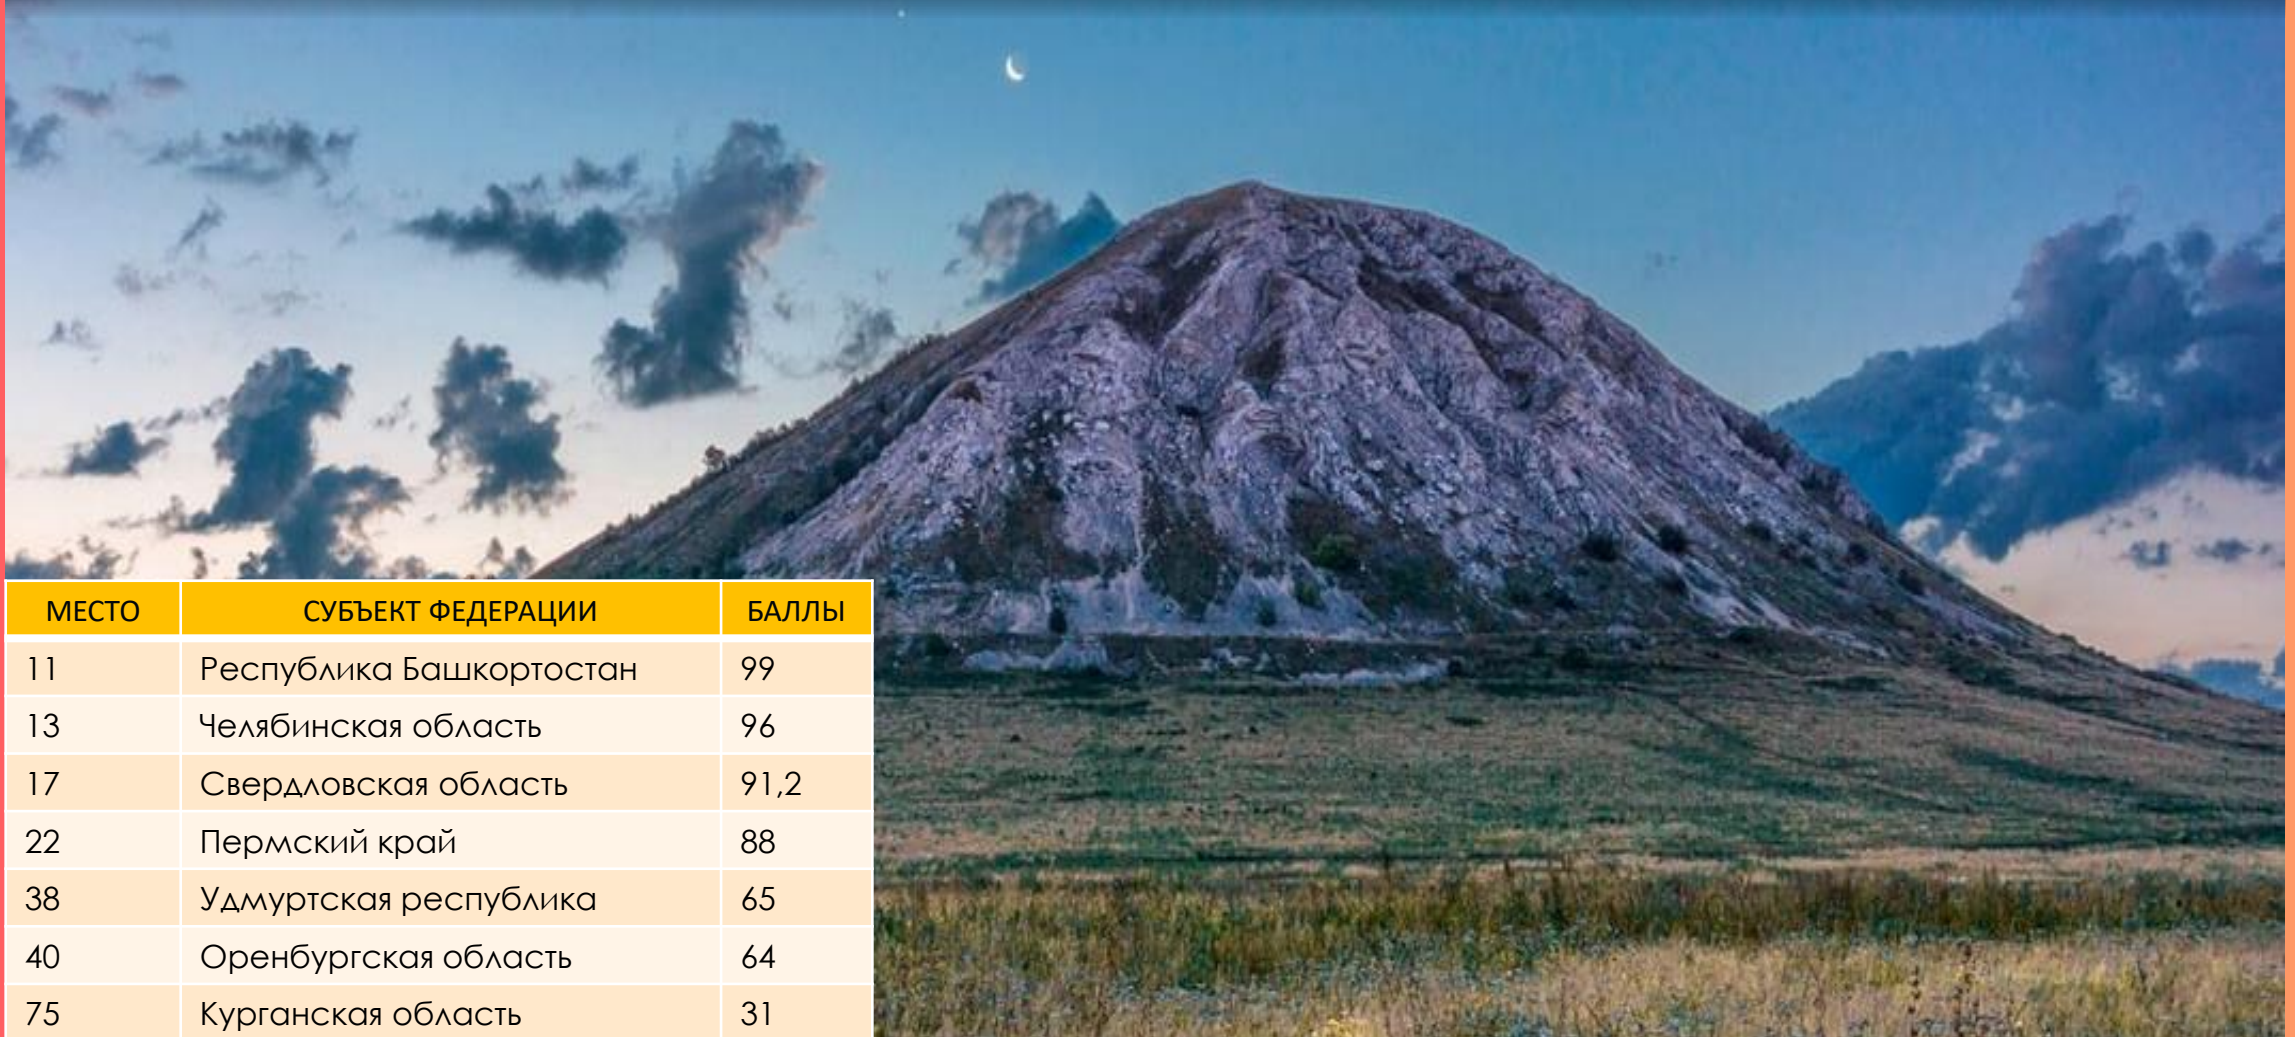 МЕСТО СУБЪЕКТ ФЕДЕРАЦИИ БАЛЛЫ
11 Республика Башкортостан 99
13 Челябинская область 96
17 Свердловская область 91,2
22 Пермский край 88
38 Удмуртская республика 65
40 Оренбургская область 64
75 Курганская область 31